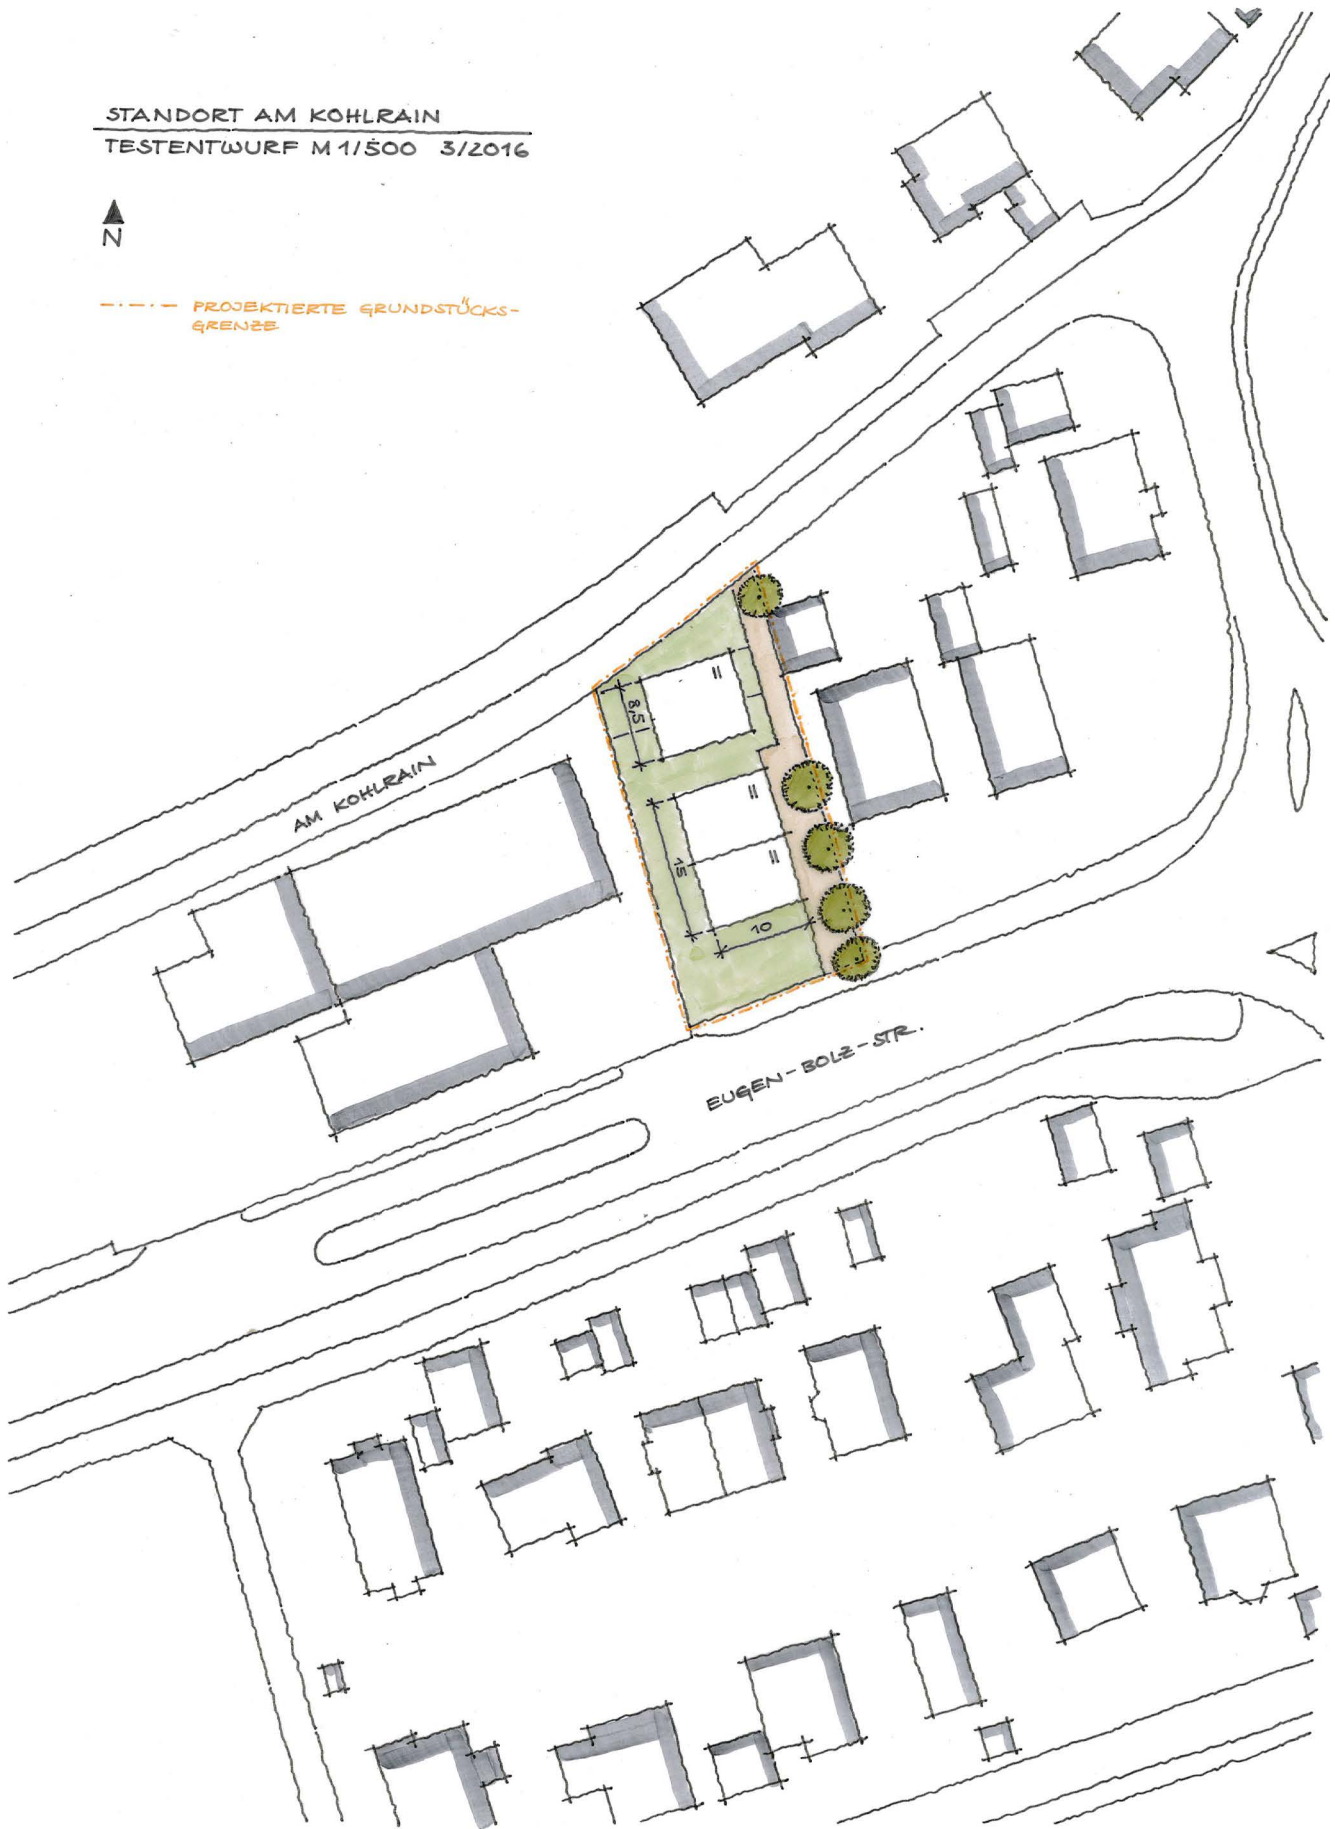 STANDORT AM KOHLRAIN
TESTENTWURF M 1/500 3/2016
N
PROJEKTIERTE GRUNDSTÜCKS-
GRENZE
II
8,5
AM KOHLRAIN
II
15
II
10
EUGEN-BOLZ-STR.